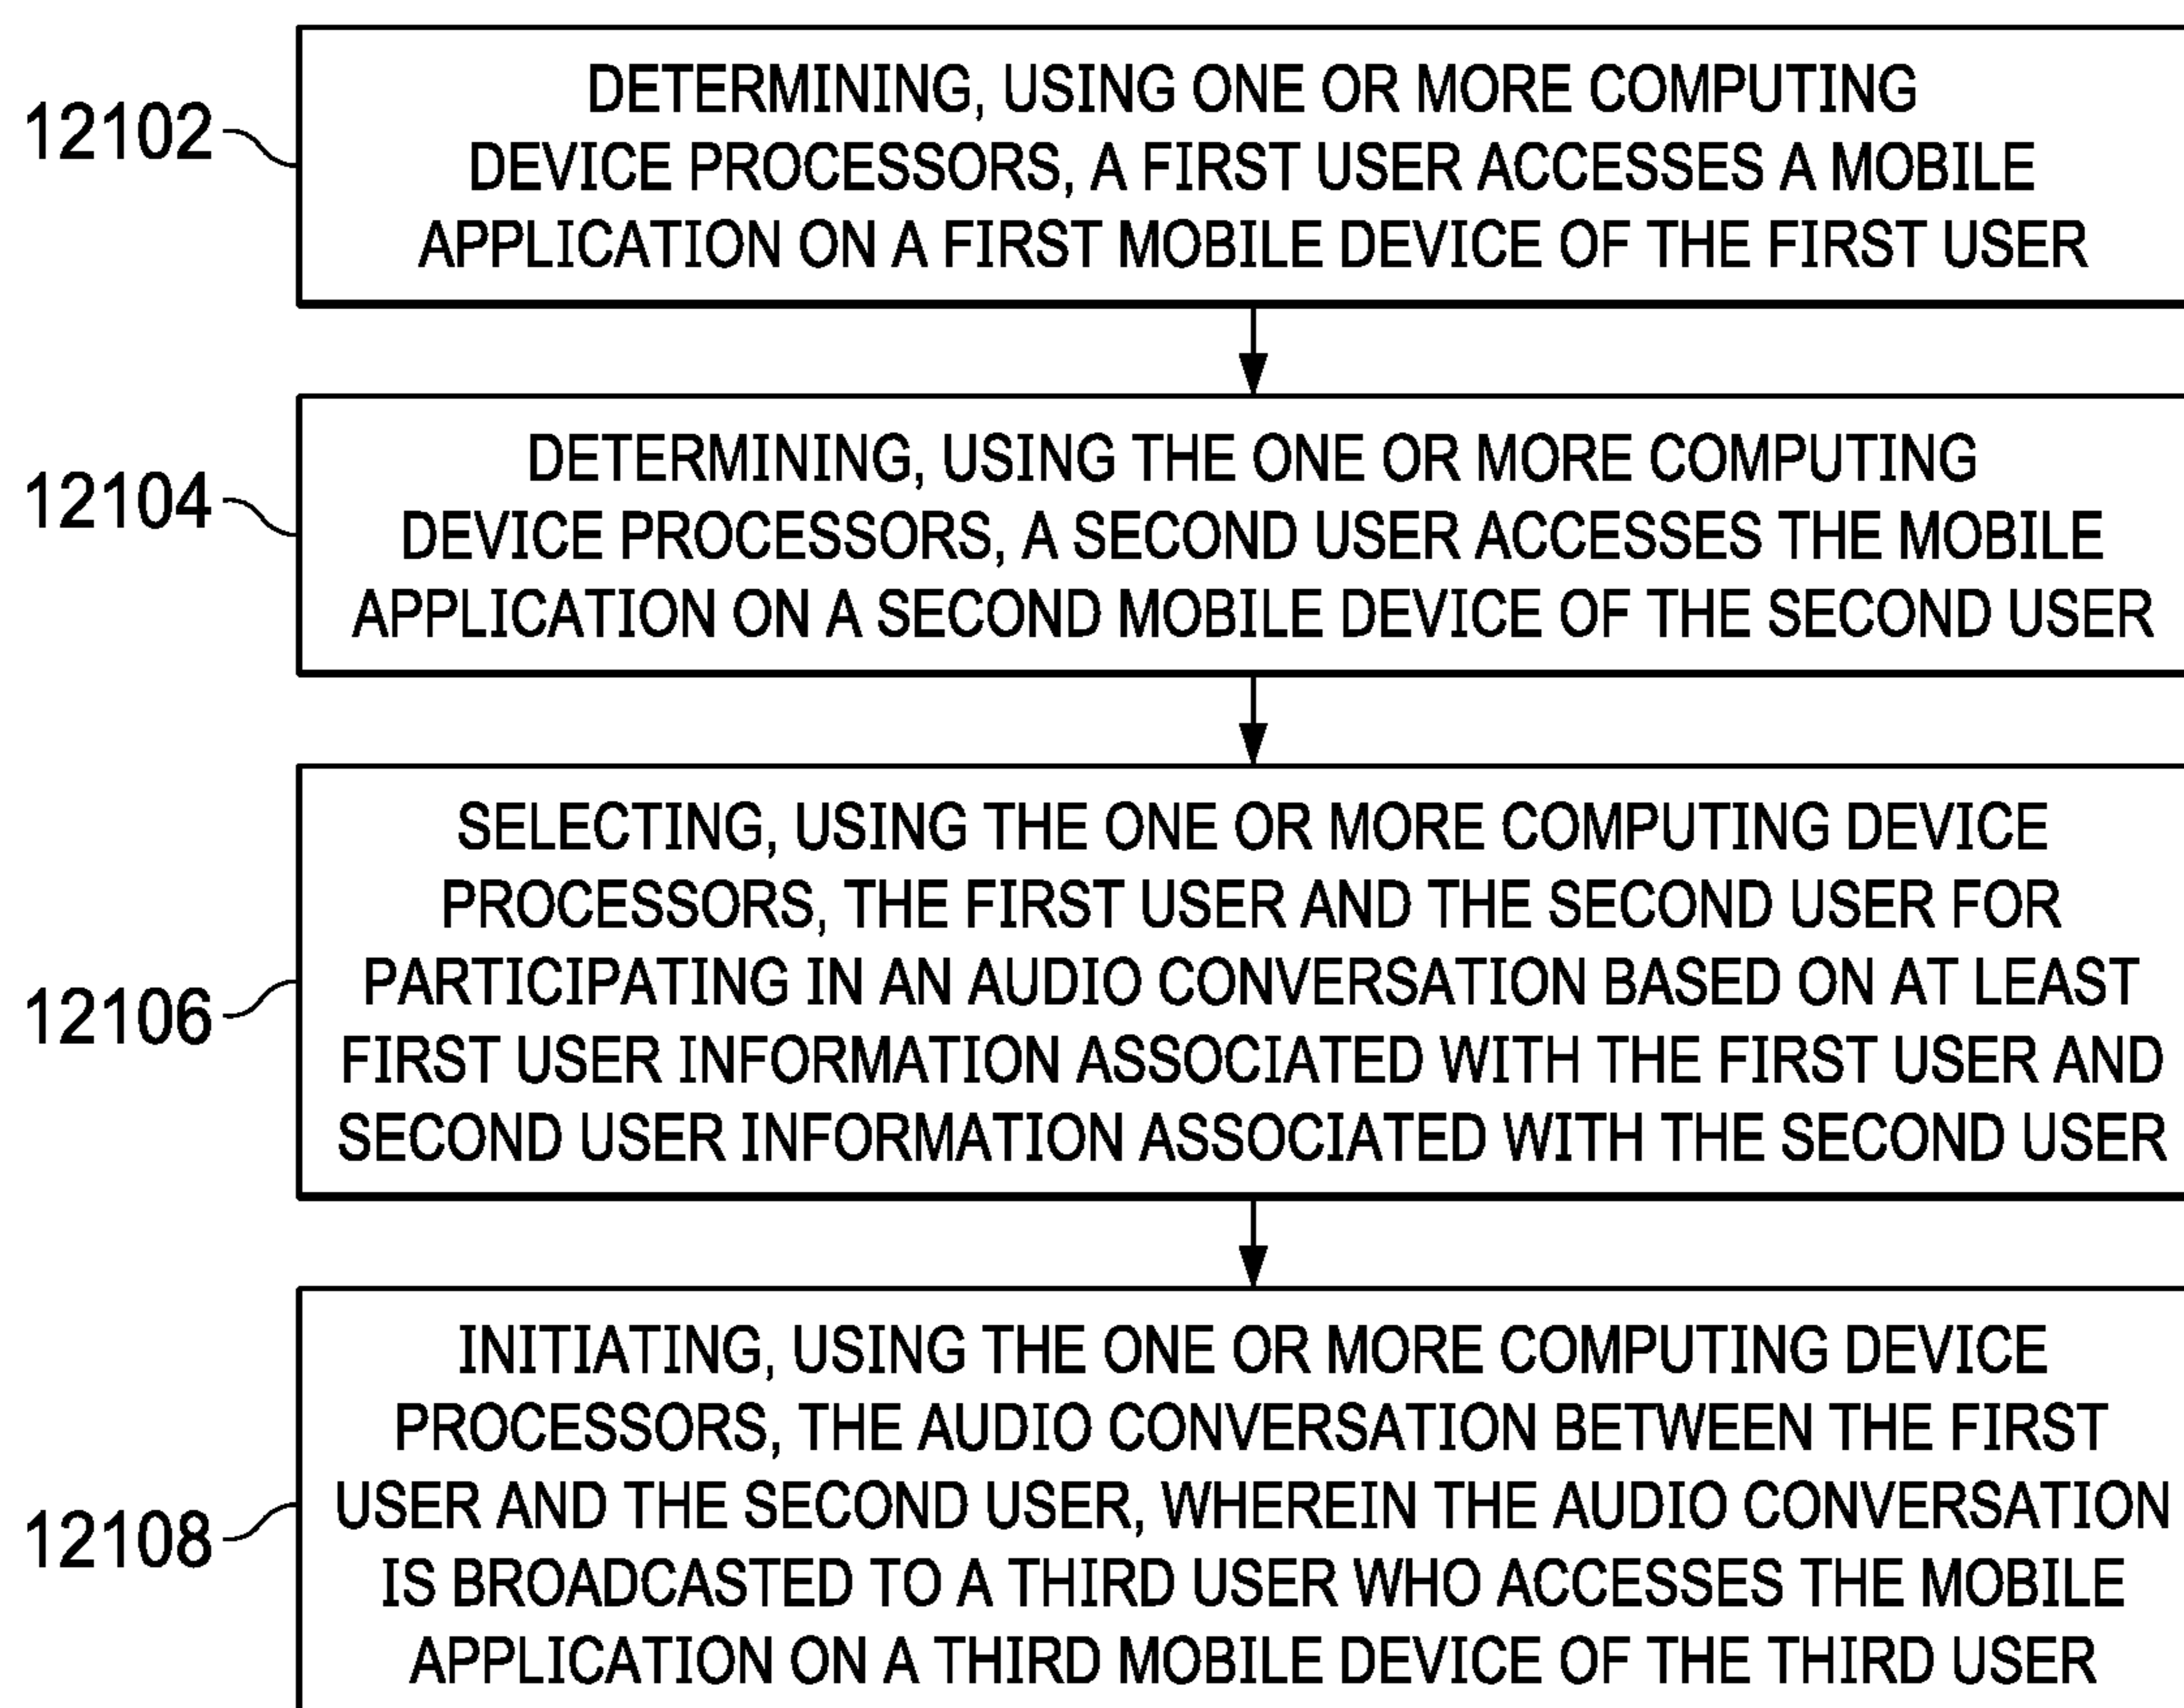 12102
DETERMINING, USING ONE OR MORE COMPUTING
DEVICE PROCESSORS, A FIRST USER ACCESSES A MOBILE
APPLICATION ON A FIRST MOBILE DEVICE OF THE FIRST USER
12104
DETERMINING, USING THE ONE OR MORE COMPUTING
DEVICE PROCESSORS, A SECOND USER ACCESSES THE MOBILE
APPLICATION ON A SECOND MOBILE DEVICE OF THE SECOND USER
12106
SELECTING, USING THE ONE OR MORE COMPUTING DEVICE
PROCESSORS, THE FIRST USER AND THE SECOND USER FOR
PARTICIPATING IN AN AUDIO CONVERSATION BASED ON AT LEAST
FIRST USER INFORMATION ASSOCIATED WITH THE FIRST USER AND
SECOND USER INFORMATION ASSOCIATED WITH THE SECOND USER
12108
INITIATING, USING THE ONE OR MORE COMPUTING DEVICE
PROCESSORS, THE AUDIO CONVERSATION BETWEEN THE FIRST
USER AND THE SECOND USER, WHEREIN THE AUDIO CONVERSATION
IS BROADCASTED TO A THIRD USER WHO ACCESSES THE MOBILE
APPLICATION ON A THIRD MOBILE DEVICE OF THE THIRD USER